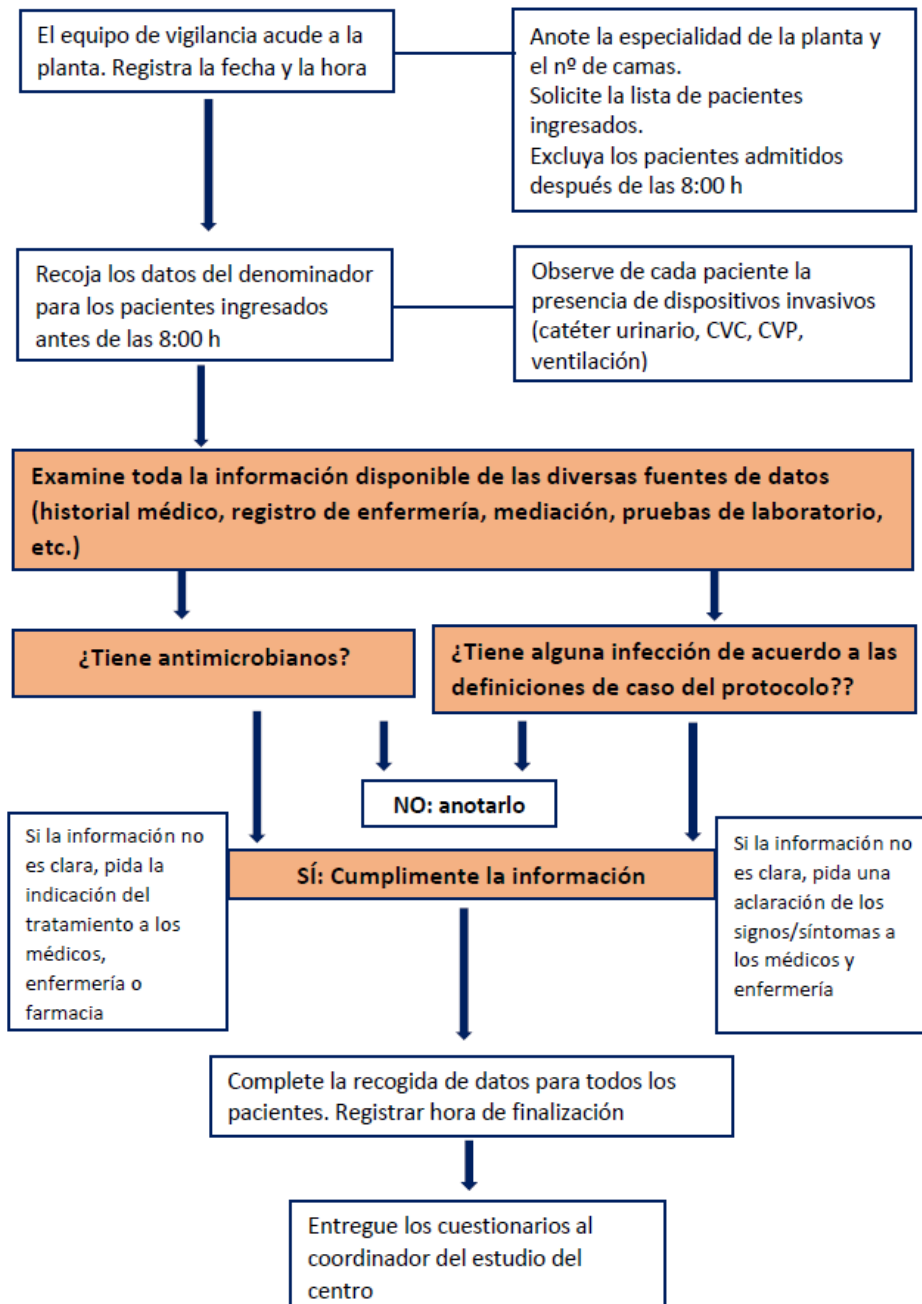 El equipo de vigilancia acude a la
planta. Registra la fecha y la hora
Anote la especialidad de la planta y
el nº de camas.
Solicite la lista de pacientes
ingresados.
Excluya los pacientes admitidos
después de las 8:00 h
Recoja los datos del denominador
para los pacientes ingresados
antes de las 8:00 h
Observe de cada paciente la
presencia de dispositivos invasivos
(catéter urinario, CVC, CVP,
ventilación)
Examine toda la información disponible de las diversas fuentes de datos
(historial médico, registro de enfermería, mediación, pruebas de laboratorio,
etc.)
¿Tiene antimicrobianos?
¿Tiene alguna infección de acuerdo a las
definiciones de caso del protocolo??
NO: anotarlo
Si la información no
es clara, pida la
indicación del
tratamiento a los
médicos,
enfermería o
farmacia
SÍ: Cumplimente la información
Si la información no
es clara, pida una
aclaración de los
signos/síntomas a
los médicos y
enfermería
Complete la recogida de datos para todos los
pacientes. Registrar hora de finalización
Entregue los cuestionarios al
coordinador del estudio del
centro